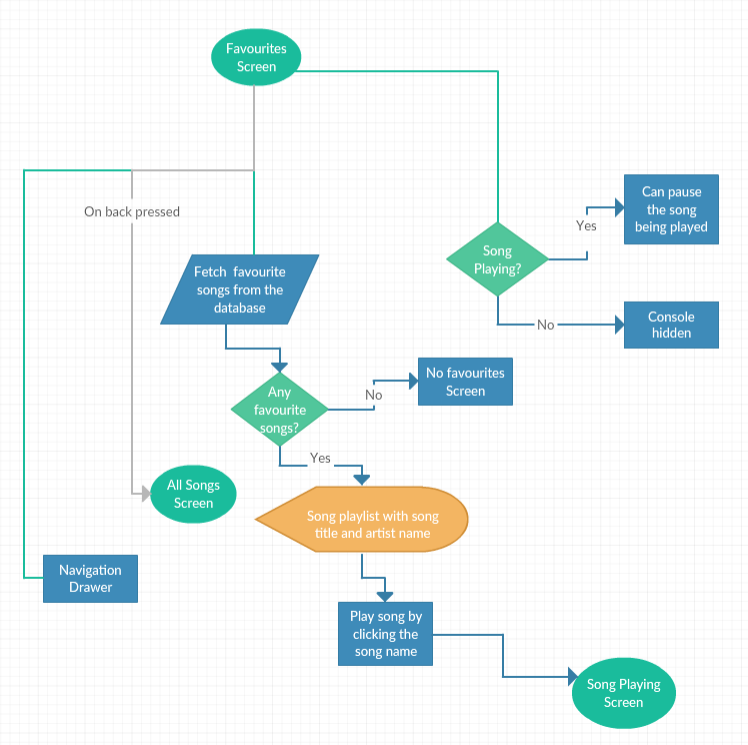 Favourites
Screen
On back pressed
Can pause
the song
being played
Yes
Song
Playing?
Fetch favourite
songs from the
database
No
Console
hidden
No favourites
Screen
Any
favourite
songs?
No
Yes
All Songs
Screen
Song playlist with song
title and artist name
Navigation
Drawer
Play song by
clicking the
song name
Song Playing
Screen